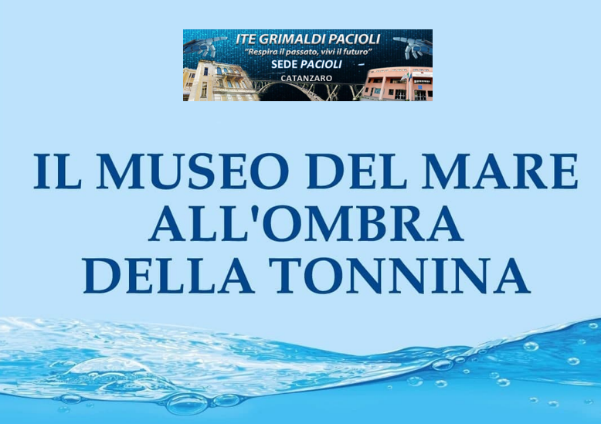 ITE GRIMALDI PACIOLI
"Respira il passato, vivi il futuro"
SEDE PACIOLI
CATANZARO
IL MUSEO DEL MARE
ALL'OMBRA
DELLA TONNINA